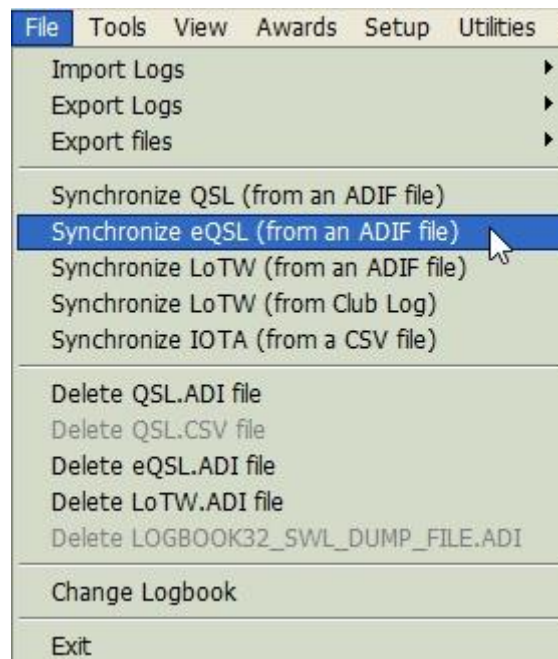 File Tools View Awards Setup Utilities
Import Logs
Export Logs
Export files
Synchronize QSL (from an ADIF file)
Synchronize eQSL (from an ADIF file)
Synchronize LoTW (from an ADIF file)
Synchronize LoTW (from Club Log)
Synchronize IOTA (from a CSV file)
Delete QSL.ADI file
Delete QSL.CSV file
Delete eQSL.ADI file
Delete LoTW.ADI file
Delete LOGBOOK32_SWL_DUMP_FILE.ADI
Change Logbook
Exit